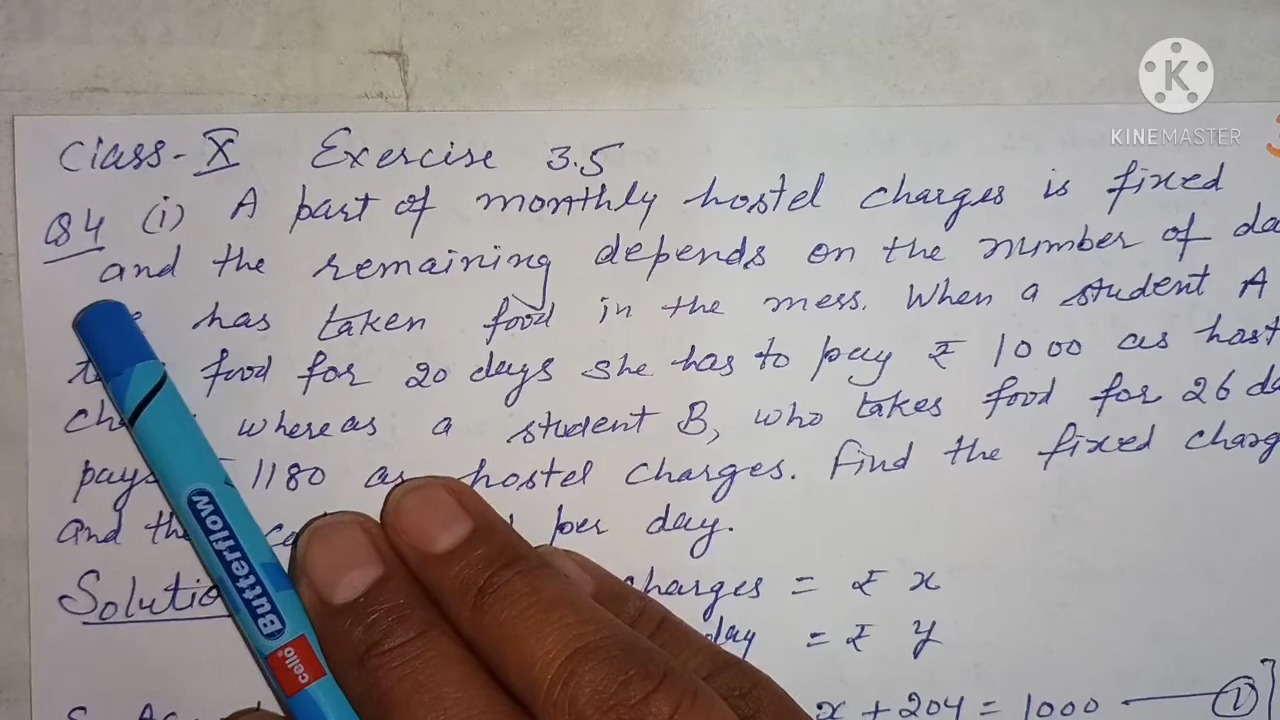 KINEMASTER
Class-X Exercise 3.5
Q4 (i) A part of monthly hostel charges is fixed
and the remaining depends on the number of da
has taken food in the mess. When a student A
food for 20 days she has to pay ₹ 1000 as host
whereas a student B, who takes food for 26 da
pays ₹ 1180 as hostel charges. Find the fixed charg
and the per day.
Solutio charges = ₹ x
day = ₹ y
x + 20y = 1000 — (1)
Butterflow
cello